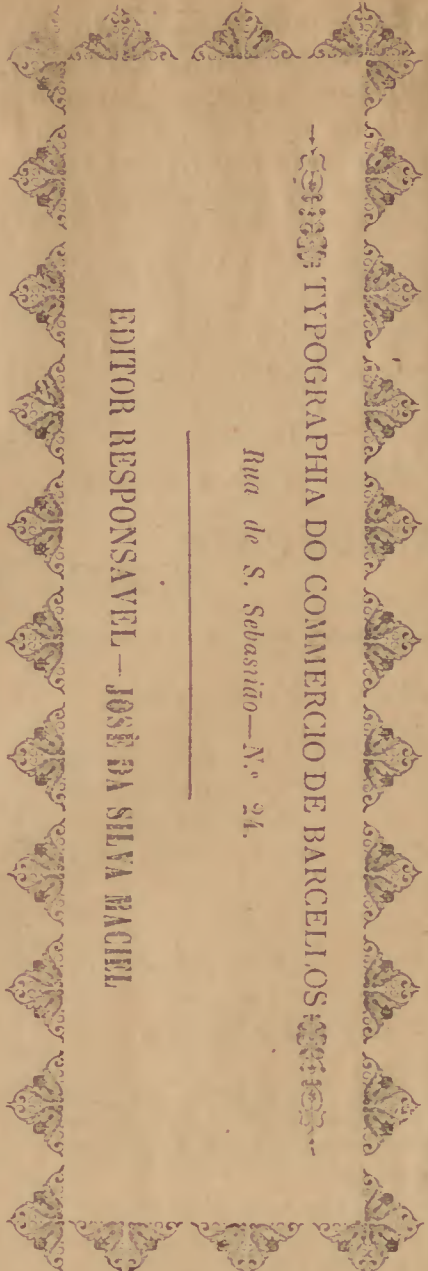 TYPOGRAPHIA DO COMMERCIO DE BARCELLOS
Rua de S. Sebastião—N.º 24.
EDITOR RESPONSAVEL—JOSÉ DA SILVA MACIEL